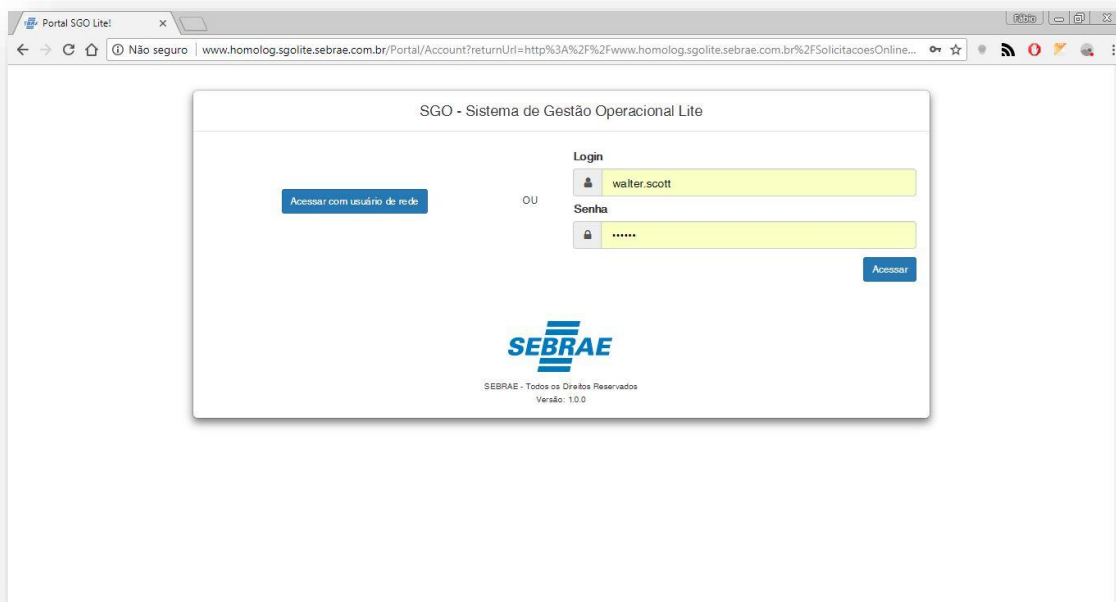 Portal SGO Lite!
Fábio
Não seguro | www.homolog.sgolite.sebrae.com.br/Portal/Account?returnUrl=http%3A%2F%2Fwww.homolog.sgolite.sebrae.com.br%2FSolicitacoesOnline...
SGO - Sistema de Gestão Operacional Lite
Login
walter.scott
Acessar com usuário de rede
OU
Senha
••••••
Acessar
SEBRAE
SEBRAE - Todos os Direitos Reservados
Versão: 1.0.0